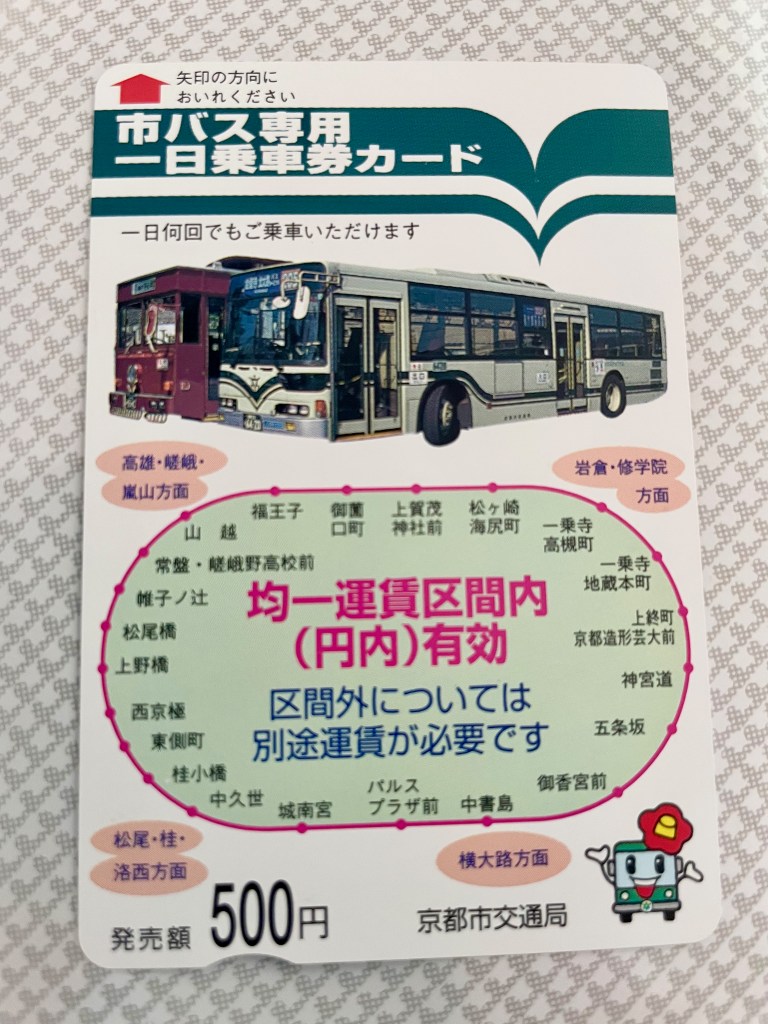 矢印の方向に
おいれください
市バス専用
一日乗車券カード
一日何回でもご乗車いただけます
高雄・嵯峨・
嵐山方面
岩倉・修学院
方面
山 越
福王子
御薗
口町
上賀茂
神社前
松ヶ崎
海尻町
一乗寺
高槻町
常盤・嵯峨野高校前
一乗寺
地蔵本町
帷子ノ辻
松尾橋
上野橋
西京極
東側町
桂小橋
中久世
城南宮
パルス
プラザ前
中書島
御香宮前
五条坂
神宮道
上終町
京都造形芸大前
均一運賃区間内
(円内)有効
区間外については
別途運賃が必要です
松尾・桂・
洛西方面
横大路方面
発売額 500円
京都市交通局